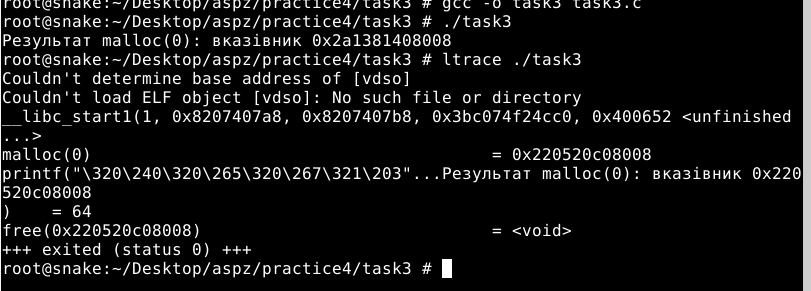 root@snake:~/Desktop/aspz/practice4/task3 # gcc -o task3 task3.c
root@snake:~/Desktop/aspz/practice4/task3 # ./task3
Результат malloc(0): вказівник 0x2a1381408008
root@snake:~/Desktop/aspz/practice4/task3 # ltrace ./task3
Couldn't determine base address of [vdso]
Couldn't load ELF object [vdso]: No such file or directory
__libc_start1(1, 0x8207407a8, 0x8207407b8, 0x3bc074f24cc0, 0x400652 <unfinished
...>
malloc(0)                                        = 0x220520c08008
printf("\320\240\320\265\320\267\321\203"...Результат malloc(0): вказівник 0x220
520c08008
)    = 64
free(0x220520c08008)                             = <void>
+++ exited (status 0) +++
root@snake:~/Desktop/aspz/practice4/task3 #